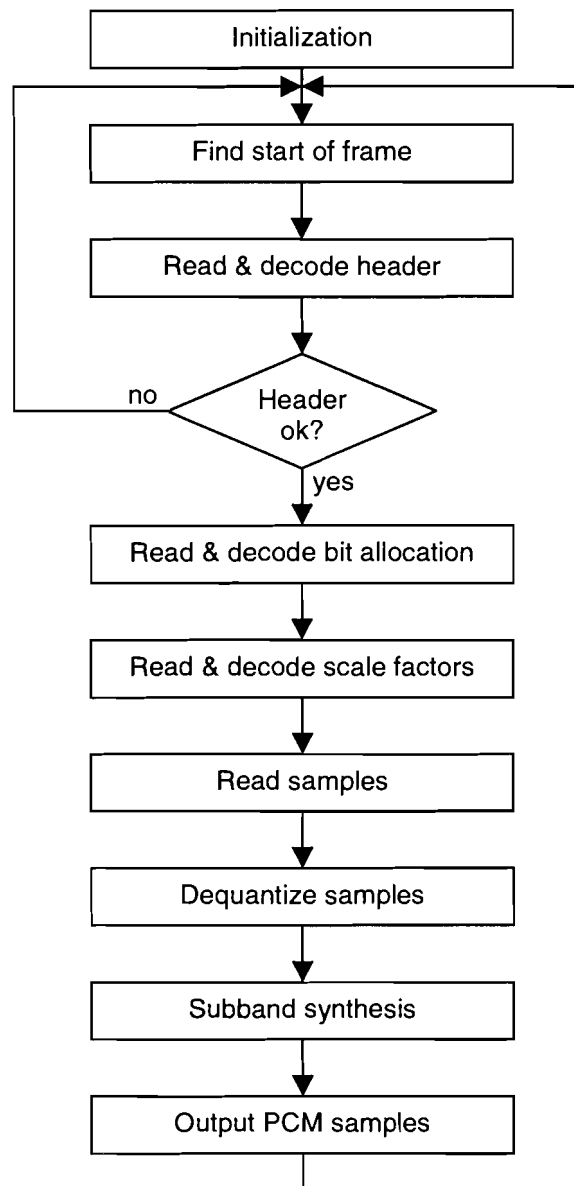 Initialization
Find start of frame
Read & decode header
no
Header
ok?
yes
Read & decode bit allocation
Read & decode scale factors
Read samples
Dequantize samples
Subband synthesis
Output PCM samples